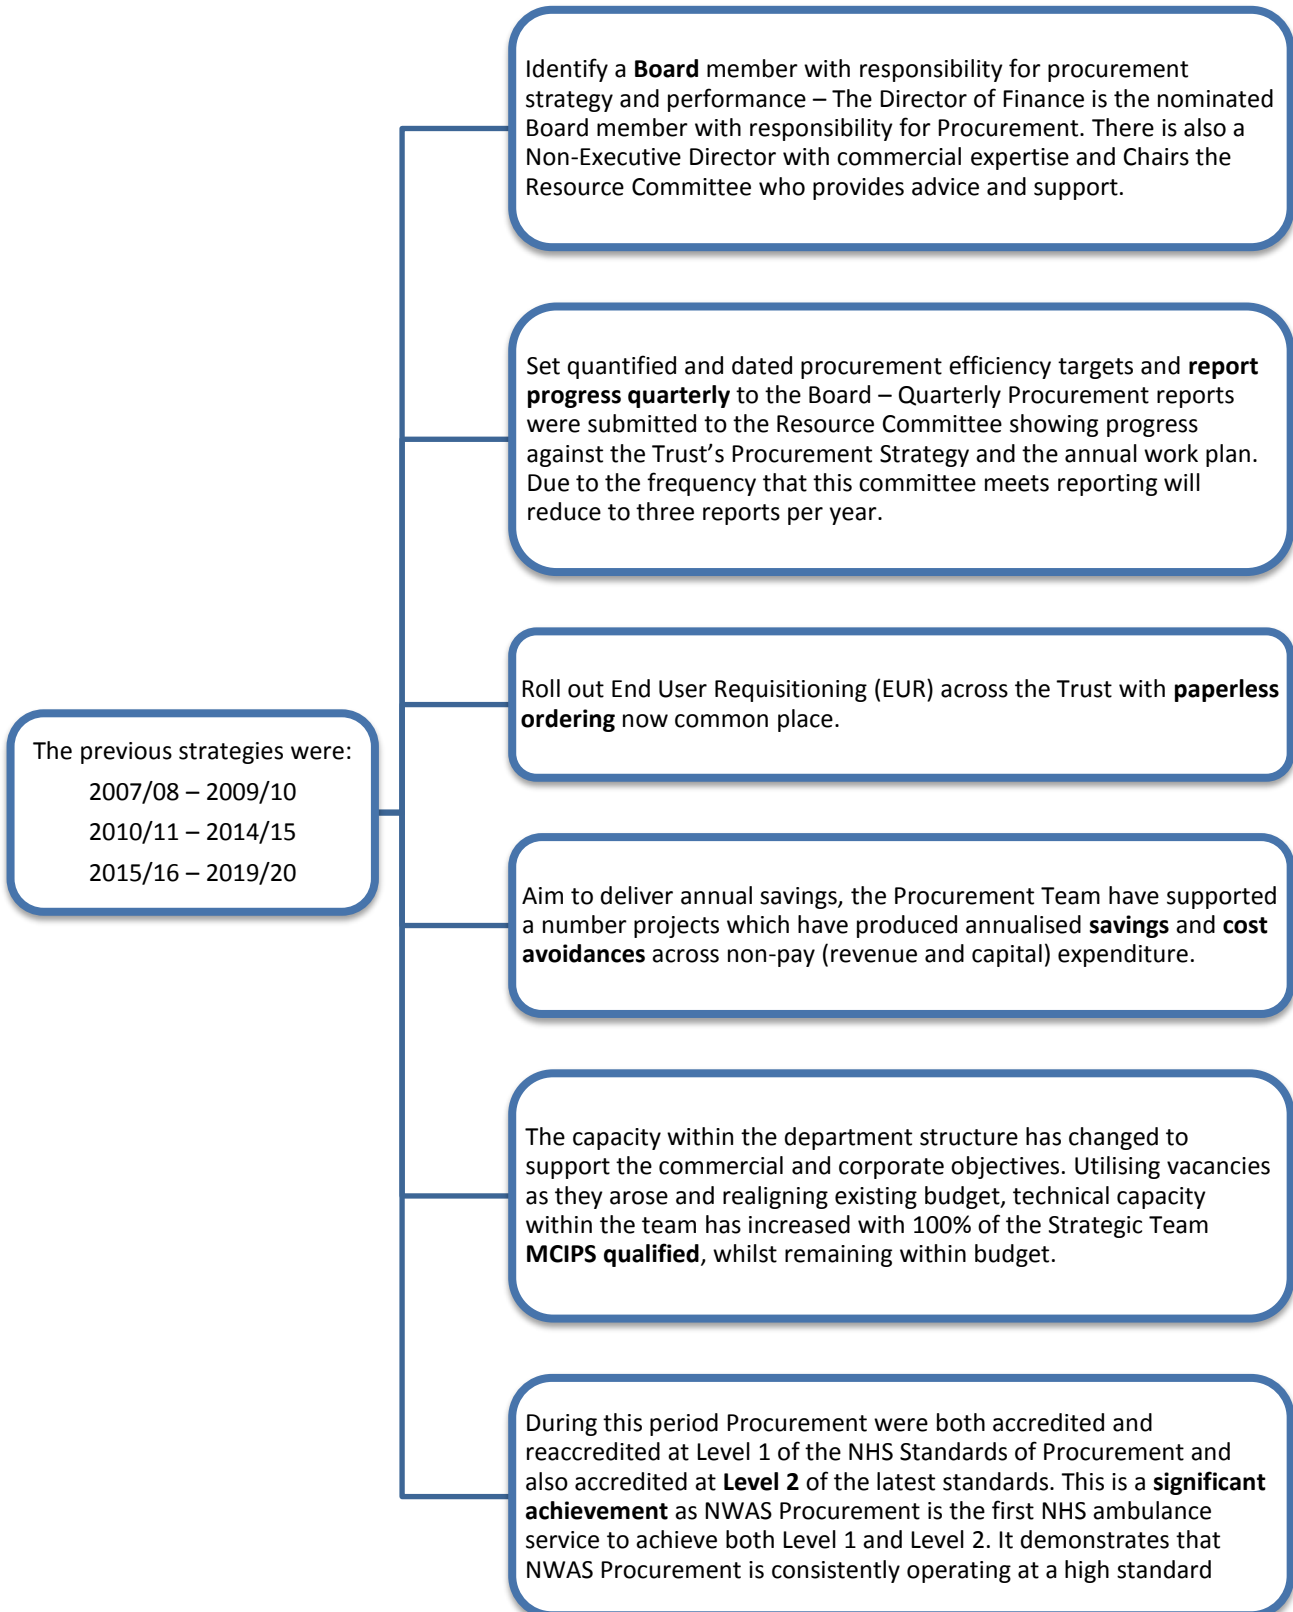 Identify a Board member with responsibility for procurement
strategy and performance – The Director of Finance is the nominated
Board member with responsibility for Procurement. There is also a
Non-Executive Director with commercial expertise and Chairs the
Resource Committee who provides advice and support.
Set quantified and dated procurement efficiency targets and report
progress quarterly to the Board – Quarterly Procurement reports
were submitted to the Resource Committee showing progress
against the Trust’s Procurement Strategy and the annual work plan.
Due to the frequency that this committee meets reporting will
reduce to three reports per year.
Roll out End User Requisitioning (EUR) across the Trust with paperless
ordering now common place.
The previous strategies were:
2007/08 – 2009/10
2010/11 – 2014/15
2015/16 – 2019/20
Aim to deliver annual savings, the Procurement Team have supported
a number projects which have produced annualised savings and cost
avoidances across non-pay (revenue and capital) expenditure.
The capacity within the department structure has changed to
support the commercial and corporate objectives. Utilising vacancies
as they arose and realigning existing budget, technical capacity
within the team has increased with 100% of the Strategic Team
MCIPS qualified, whilst remaining within budget.
During this period Procurement were both accredited and
reaccredited at Level 1 of the NHS Standards of Procurement and
also accredited at Level 2 of the latest standards. This is a significant
achievement as NWAS Procurement is the first NHS ambulance
service to achieve both Level 1 and Level 2. It demonstrates that
NWAS Procurement is consistently operating at a high standard